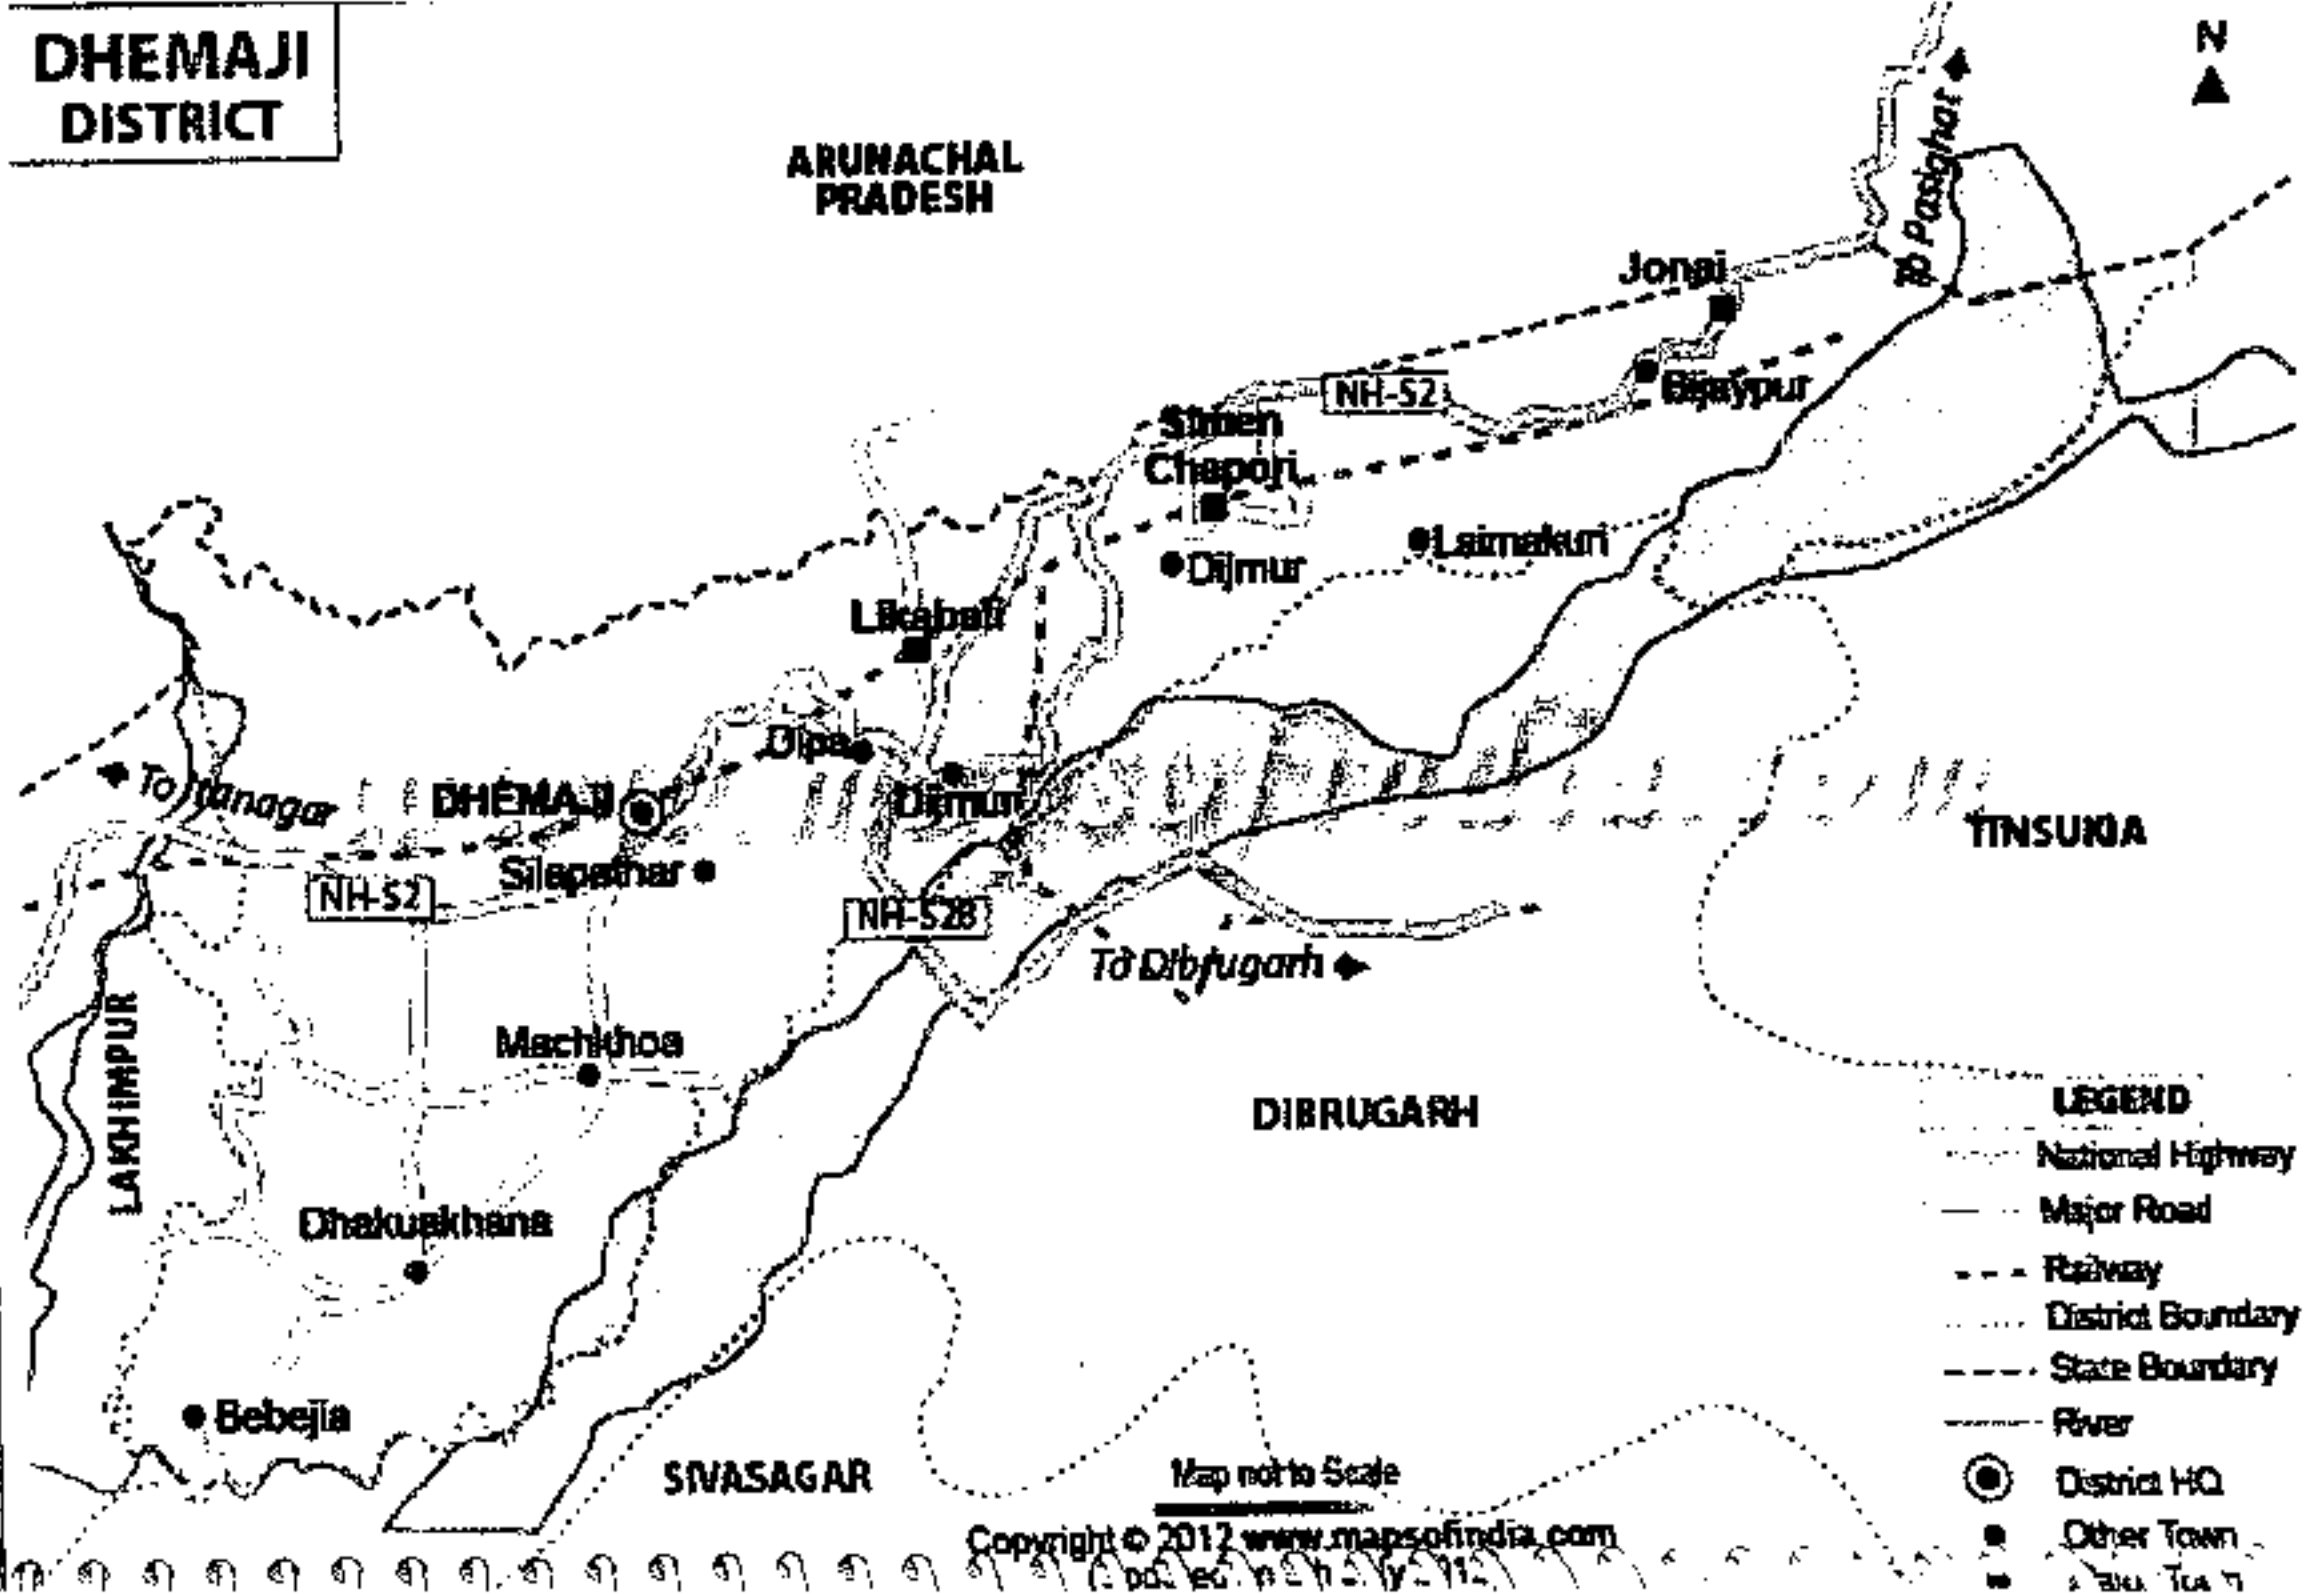 DHEMAJI
DISTRICT
N
ARUNACHAL
PRADESH
To Pasighat
Jonai
NH-52
Bijaypur
Simen
Chapori
Laimakuri
Dijmur
Likabali
Dipa
To Itanagar
DHEMAJI
Dijmur
TINSUKIA
Silapathar
NH-52
NH-52B
To Dibrugarh
LAKHIMPUR
Machkhoa
DIBRUGARH
LEGEND
National Highway
Major Road
Dhakuakhana
Railway
District Boundary
State Boundary
Bebejia
River
SIVASAGAR
Map not to Scale
District HQ
Copyright © 2012 www.mapsofindia.com
Other Town